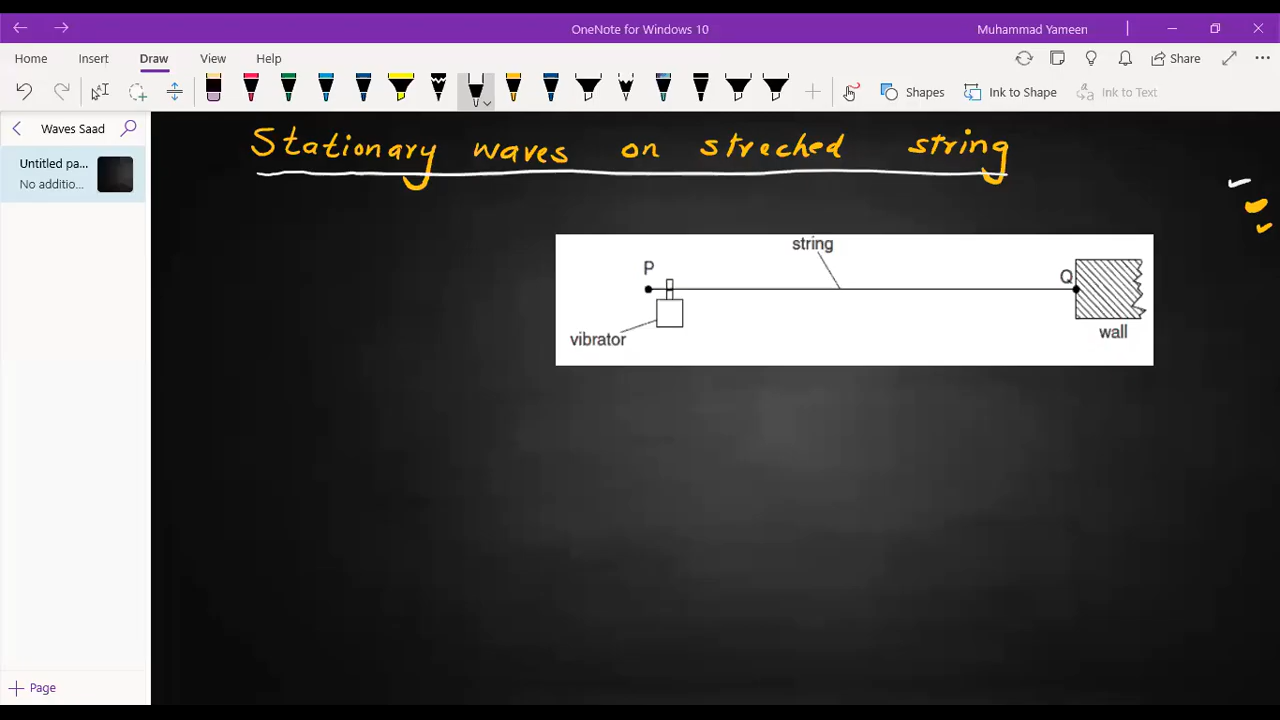 OneNote for Windows 10
Muhammad Yameen
Home Insert Draw View Help
Share
Shapes Ink to Shape Ink to Text
Waves Saad
Untitled pa...
No additio...
Stationary waves on streched string
string
P
Q
vibrator
wall
Page